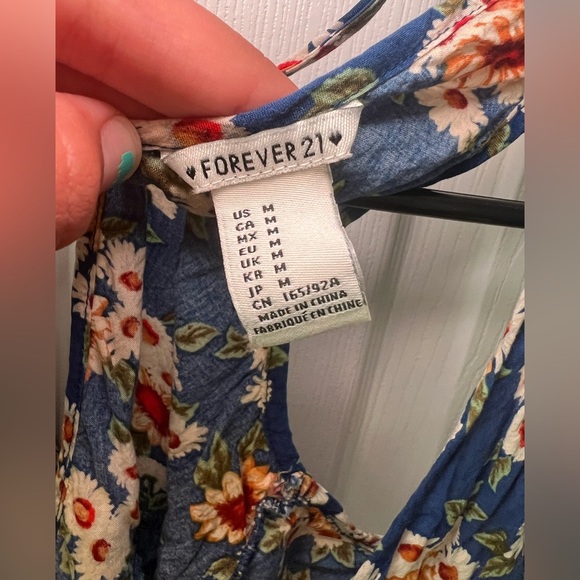 ♥FOREVER 21♥
US M
CA M
MX M
EU M
UK M
KR M
JP M
CN 165/92A
MADE IN CHINA
FABRIQUÉ EN CHINE